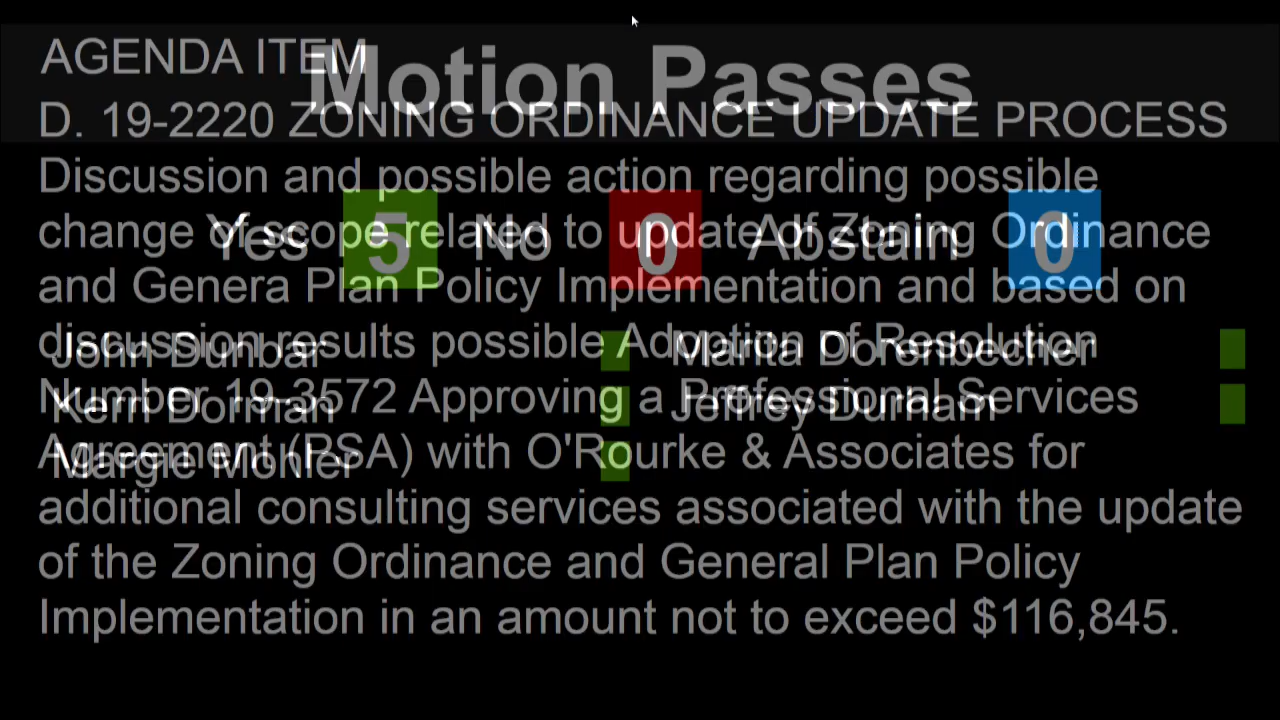 Motion Passes
Yes 5 No 0 Abstain 0
John Dunbar Marita Dorenbecher
Kerri Dorman Jeffrey Durham
Margie Mohler
AGENDA ITEM
D. 19-2220 ZONING ORDINANCE UPDATE PROCESS
Discussion and possible action regarding possible
change of scope related to update of Zoning Ordinance
and Genera Plan Policy Implementation and based on
discussion results possible Adoption of Resolution
Number 19-3572 Approving a Professional Services
Agreement (PSA) with O'Rourke & Associates for
additional consulting services associated with the update
of the Zoning Ordinance and General Plan Policy
Implementation in an amount not to exceed $116,845.